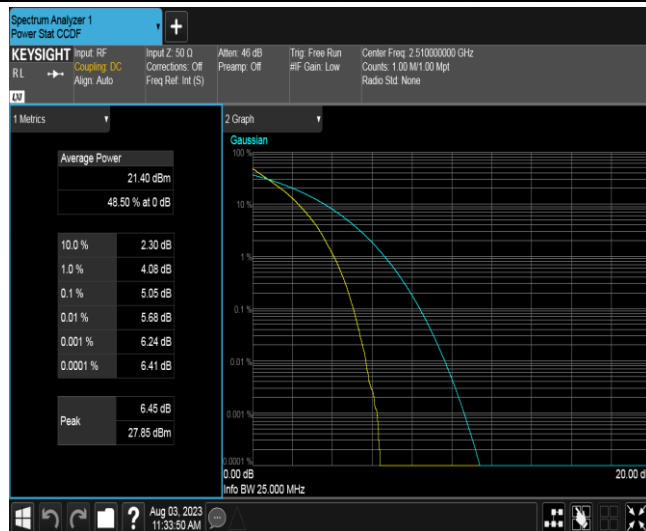 Spectrum Analyzer 1
Power Stat CCDF
+
KEYSIGHT
RL
LXI
Input: RF
Coupling: DC
Align: Auto
Input Z: 50 Ω
Corrections: Off
Freq Ref: Int (S)
Atten: 46 dB
Preamp: Off
Trig: Free Run
#IF Gain: Low
Center Freq: 2.510000000 GHz
Counts: 1.00 M/1.00 Mpt
Radio Std: None
1 Metrics
Average Power
21.40 dBm
48.50 % at 0 dB
10.0 % 2.30 dB
1.0 % 4.08 dB
0.1 % 5.05 dB
0.01 % 5.68 dB
0.001 % 6.24 dB
0.0001 % 6.41 dB
Peak
6.45 dB
27.85 dBm
2 Graph
Gaussian
100 %
10 %
1 %
0.1 %
0.01 %
0.001 %
0.0001 %
0.00 dB 20.00 d
Info BW 25.000 MHz
?
Aug 03, 2023
11:33:50 AM